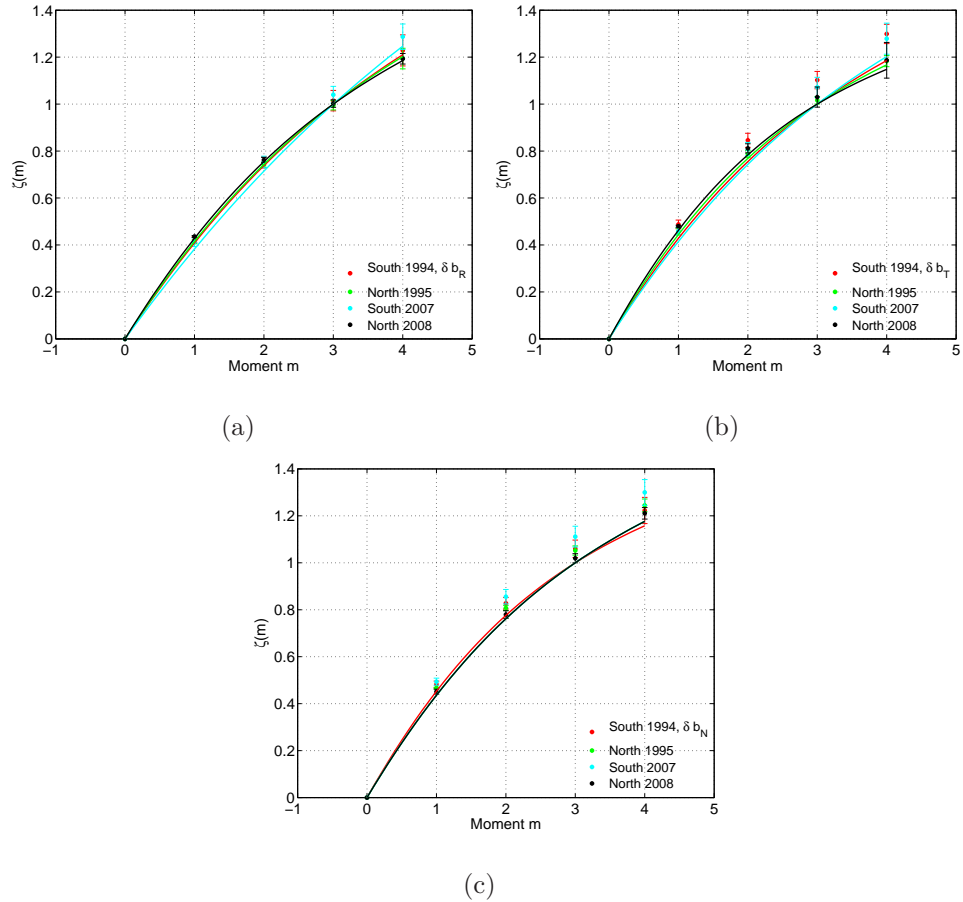 1.4
1.2
1
0.8
0.6
0.4
0.2
0
−1 0 1 2 3 4 5
ζ(m)
Moment m
South 1994, δ b_R
North 1995
South 2007
North 2008
(a)
1.4
1.2
1
0.8
0.6
0.4
0.2
0
−1 0 1 2 3 4 5
ζ(m)
Moment m
South 1994, δ b_T
North 1995
South 2007
North 2008
(b)
1.4
1.2
1
0.8
0.6
0.4
0.2
0
−1 0 1 2 3 4 5
ζ(m)
Moment m
South 1994, δ b_N
North 1995
South 2007
North 2008
(c)